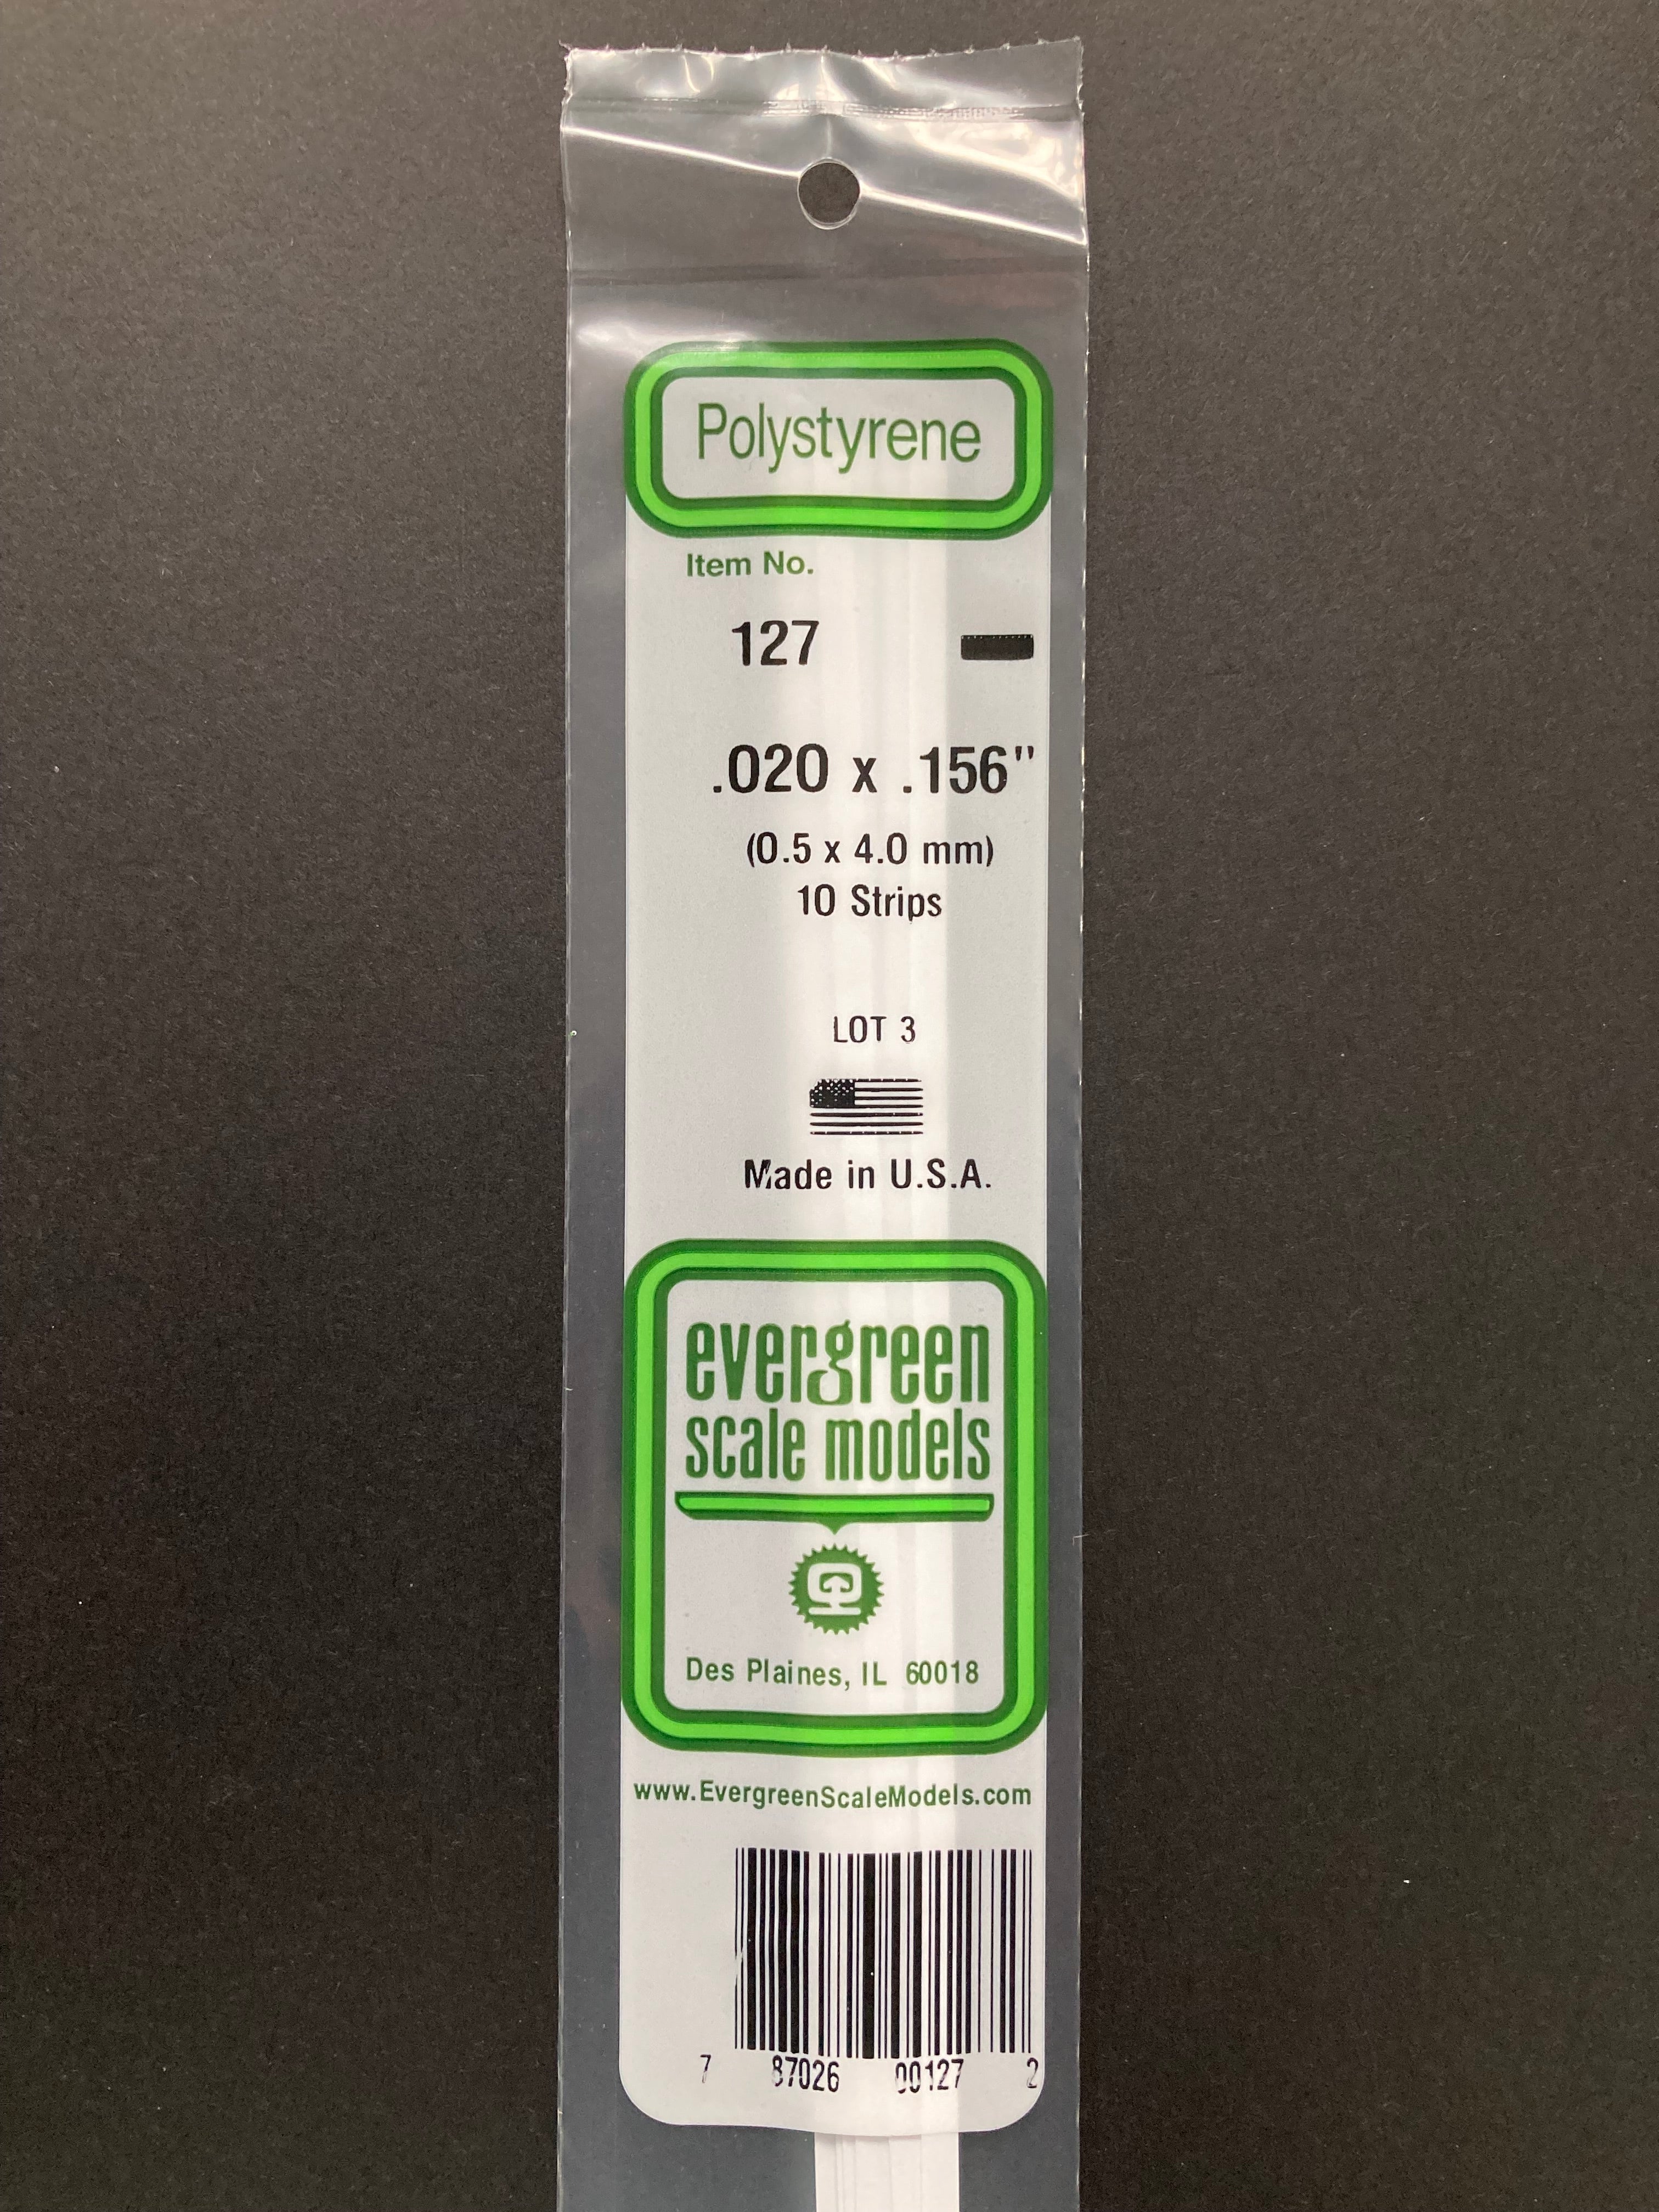 Polystyrene
Item No.
127
.020 x .156"
(0.5 x 4.0 mm)
10 Strips
LOT 3
Made in U.S.A.
evergreen
scale models
Des Plaines, IL 60018
www.EvergreenScaleModels.com
7 87026 00127 2